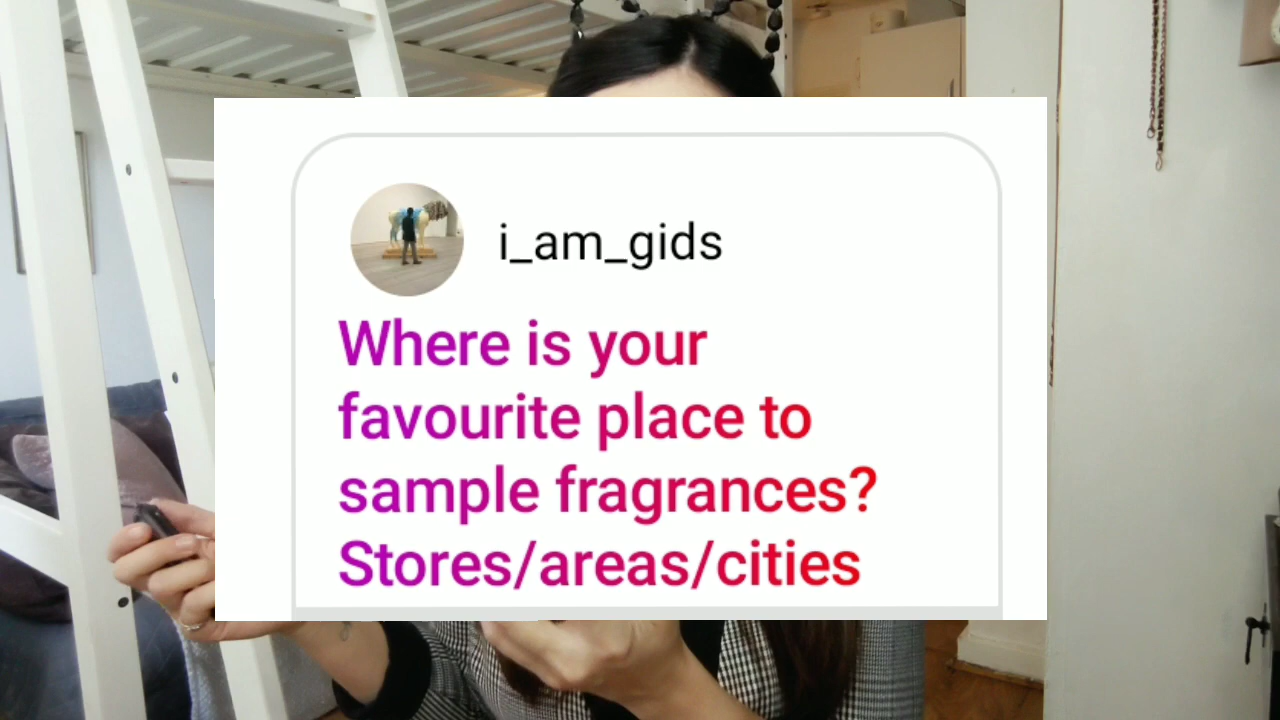 i_am_gids
Where is your
favourite place to
sample fragrances?
Stores/areas/cities